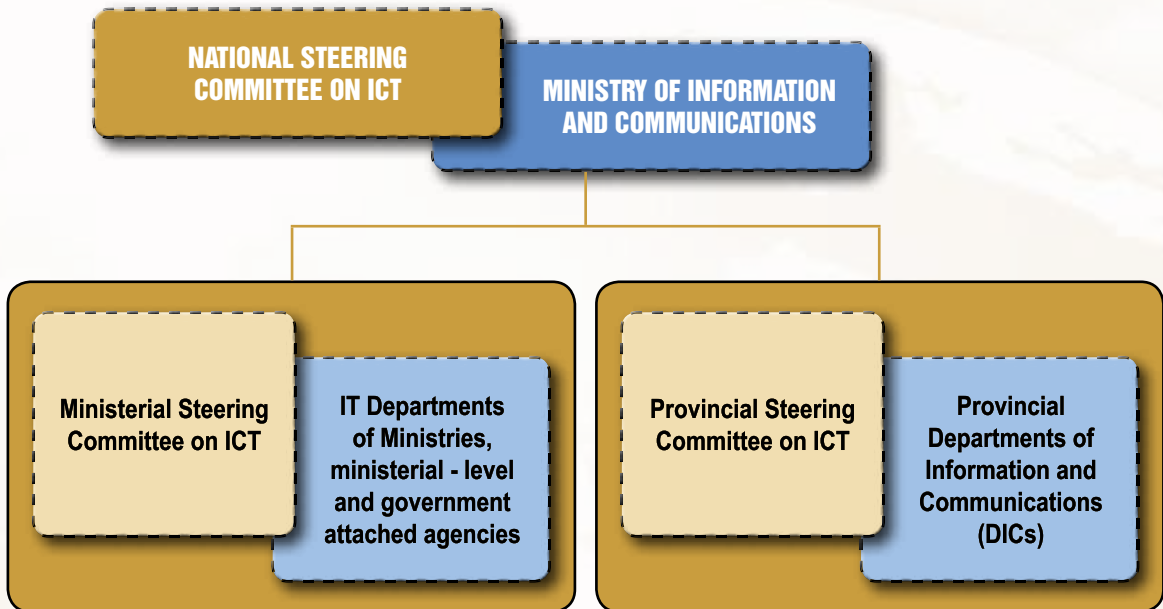 NATIONAL STEERING
COMMITTEE ON ICT
MINISTRY OF INFORMATION
AND COMMUNICATIONS
Ministerial Steering
Committee on ICT
IT Departments
of Ministries,
ministerial - level
and government
attached agencies
Provincial Steering
Committee on ICT
Provincial
Departments of
Information and
Communications
(DICs)